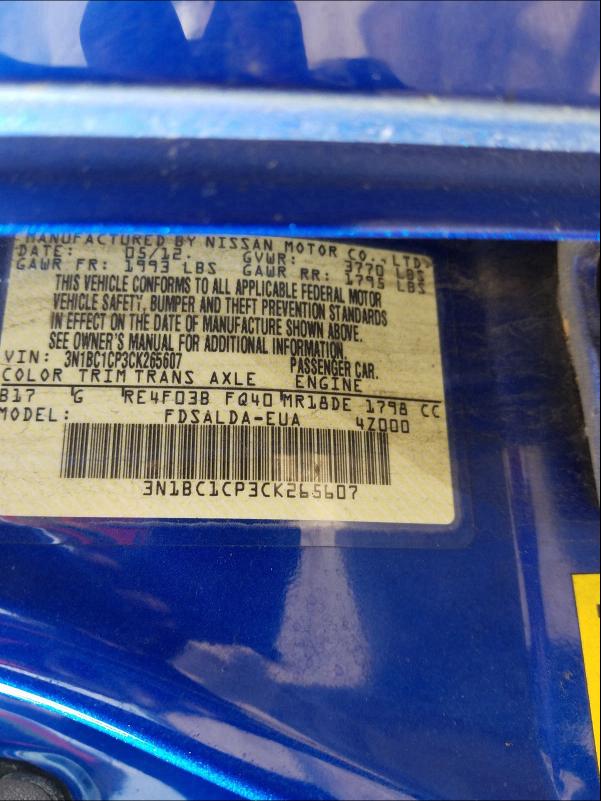 MANUFACTURED BY NISSAN MOTOR CO.,LTD.
DATE: 05/12. GVWR: 3770 LBS
GAWR FR: 1993 LBS GAWR RR: 1795 LBS
THIS VEHICLE CONFORMS TO ALL APPLICABLE FEDERAL MOTOR
VEHICLE SAFETY, BUMPER AND THEFT PREVENTION STANDARDS
IN EFFECT ON THE DATE OF MANUFACTURE SHOWN ABOVE.
SEE OWNER'S MANUAL FOR ADDITIONAL INFORMATION.
VIN: 3N1BC1CP3CK265607 PASSENGER CAR.
COLOR TRIM TRANS AXLE ENGINE
B17 G RE4F03B FQ40 MR18DE 1798 CC
MODEL: FDSALDA-EUA 4Z000
3N1BC1CP3CK265607